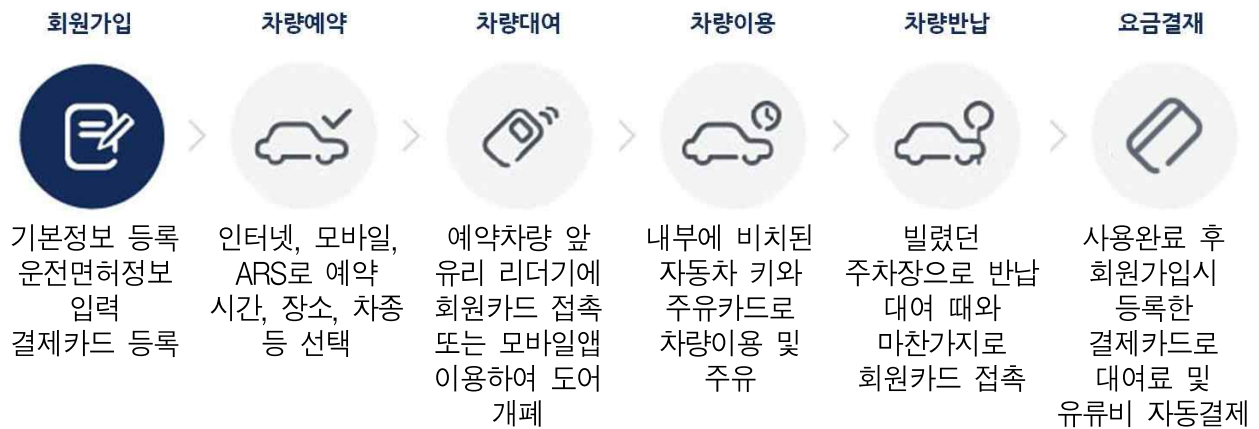 회원가입
기본정보 등록
운전면허정보
입력
결제카드 등록
차량예약
인터넷, 모바일,
ARS로 예약
시간, 장소, 차종
등 선택
차량대여
예약차량 앞
유리 리더기에
회원카드 접촉
또는 모바일앱
이용하여 도어
개폐
차량이용
내부에 비치된
자동차 키와
주유카드로
차량이용 및
주유
차량반납
빌렸던
주차장으로 반납
대여 때와
마찬가지로
회원카드 접촉
요금결재
사용완료 후
회원가입시
등록한
결제카드로
대여료 및
유류비 자동결제